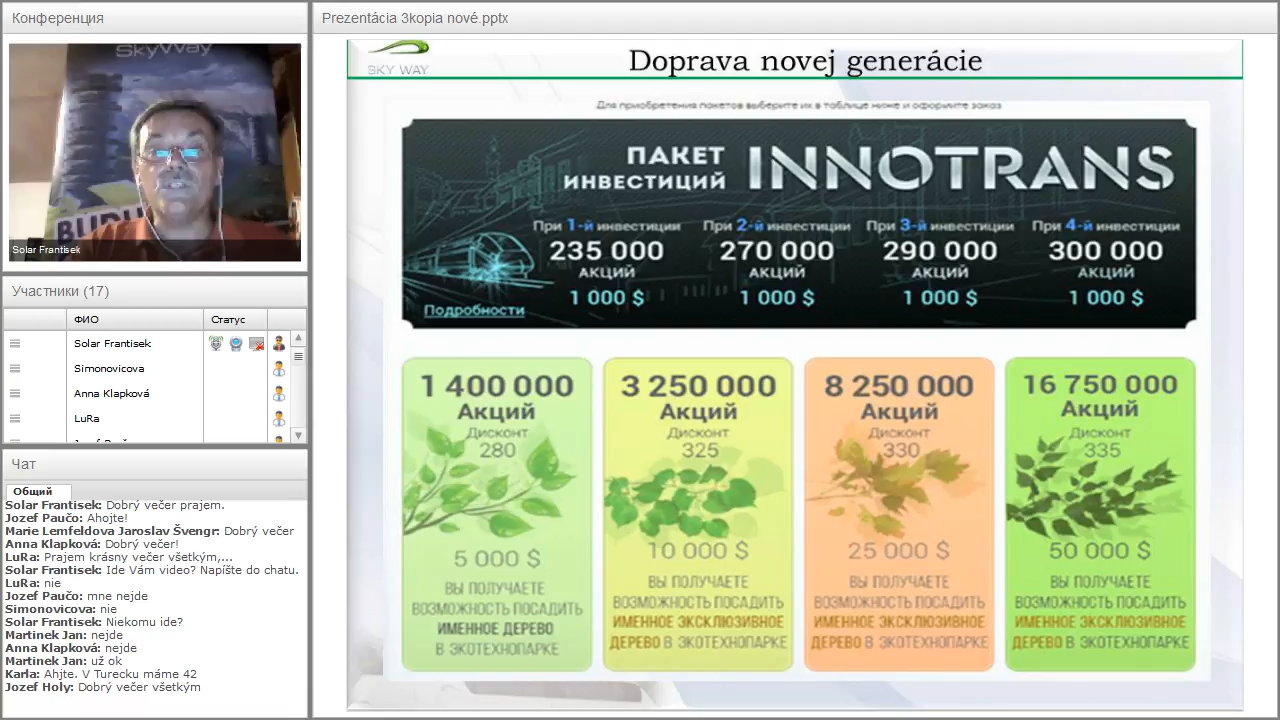 Конференция
SkyWay
BUDU
Solar Frantisek
Участники (17)
ФИО
Статус
Solar Frantisek
Simonovicova
Anna Klapková
LuRa
Чат
Общий
Solar Frantisek: Dobrý večer prajem.
Jozef Paučo: Ahojte!
Marie Lemfeldova Jaroslav Švengr: Dobrý večer
Anna Klapková: Dobrý večer!
LuRa: Prajem krásny večer všetkým,...
Solar Frantisek: Ide Vám video? Napíšte do chatu.
LuRa: nie
Jozef Paučo: mne nejde
Simonovicova: nie
Solar Frantisek: Niekomu ide?
Martinek Jan: nejde
Anna Klapková: nejde
Martinek Jan: už ok
Karla: Ahjte. V Turecku máme 42
Jozef Holy: Dobrý večer všetkým
Prezentácia 3kopia nové.pptx
SKY WAY
Doprava novej generácie
Для приобретения пакетов выберите их в таблице ниже и оформите заказ
ПАКЕТ ИНВЕСТИЦИЙ INNOTRANS
При 1-й инвестиции
235 000
АКЦИЙ
1 000 $
При 2-й инвестиции
270 000
АКЦИЙ
1 000 $
При 3-й инвестиции
290 000
АКЦИЙ
1 000 $
При 4-й инвестиции
300 000
АКЦИЙ
1 000 $
Подробности
1 400 000
Акций
Дисконт
280
5 000 $
ВЫ ПОЛУЧАЕТЕ
ВОЗМОЖНОСТЬ ПОСАДИТЬ
ИМЕННОЕ ДЕРЕВО
В ЭКОТЕХНОПАРКЕ
3 250 000
Акций
Дисконт
325
10 000 $
ВЫ ПОЛУЧАЕТЕ
ВОЗМОЖНОСТЬ ПОСАДИТЬ
ИМЕННОЕ ЭКСКЛЮЗИВНОЕ
ДЕРЕВО В ЭКОТЕХНОПАРКЕ
8 250 000
Акций
Дисконт
330
25 000 $
ВЫ ПОЛУЧАЕТЕ
ВОЗМОЖНОСТЬ ПОСАДИТЬ
ИМЕННОЕ ЭКСКЛЮЗИВНОЕ
ДЕРЕВО В ЭКОТЕХНОПАРКЕ
16 750 000
Акций
Дисконт
335
50 000 $
ВЫ ПОЛУЧАЕТЕ
ВОЗМОЖНОСТЬ ПОСАДИТЬ
ИМЕННОЕ ЭКСКЛЮЗИВНОЕ
ДЕРЕВО В ЭКОТЕХНОПАРКЕ